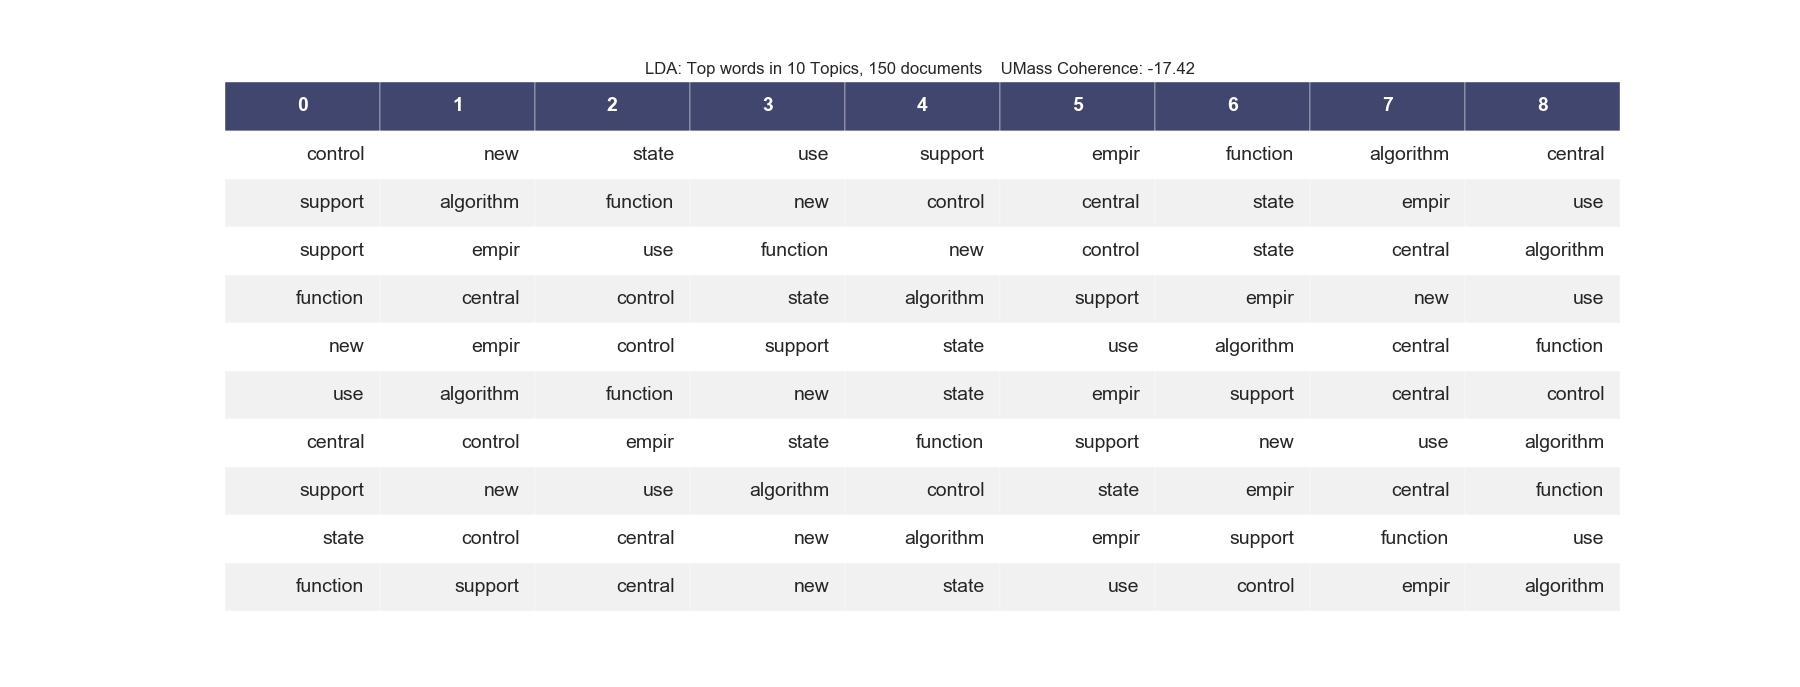 LDA: Top words in 10 Topics, 150 documents    UMass Coherence: -17.42
0 1 2 3 4 5 6 7 8
control new state use support empir function algorithm central
support algorithm function new control central state empir use
support empir use function new control state central algorithm
function central control state algorithm support empir new use
new empir control support state use algorithm central function
use algorithm function new state empir support central control
central control empir state function support new use algorithm
support new use algorithm control state empir central function
state control central new algorithm empir support function use
function support central new state use control empir algorithm